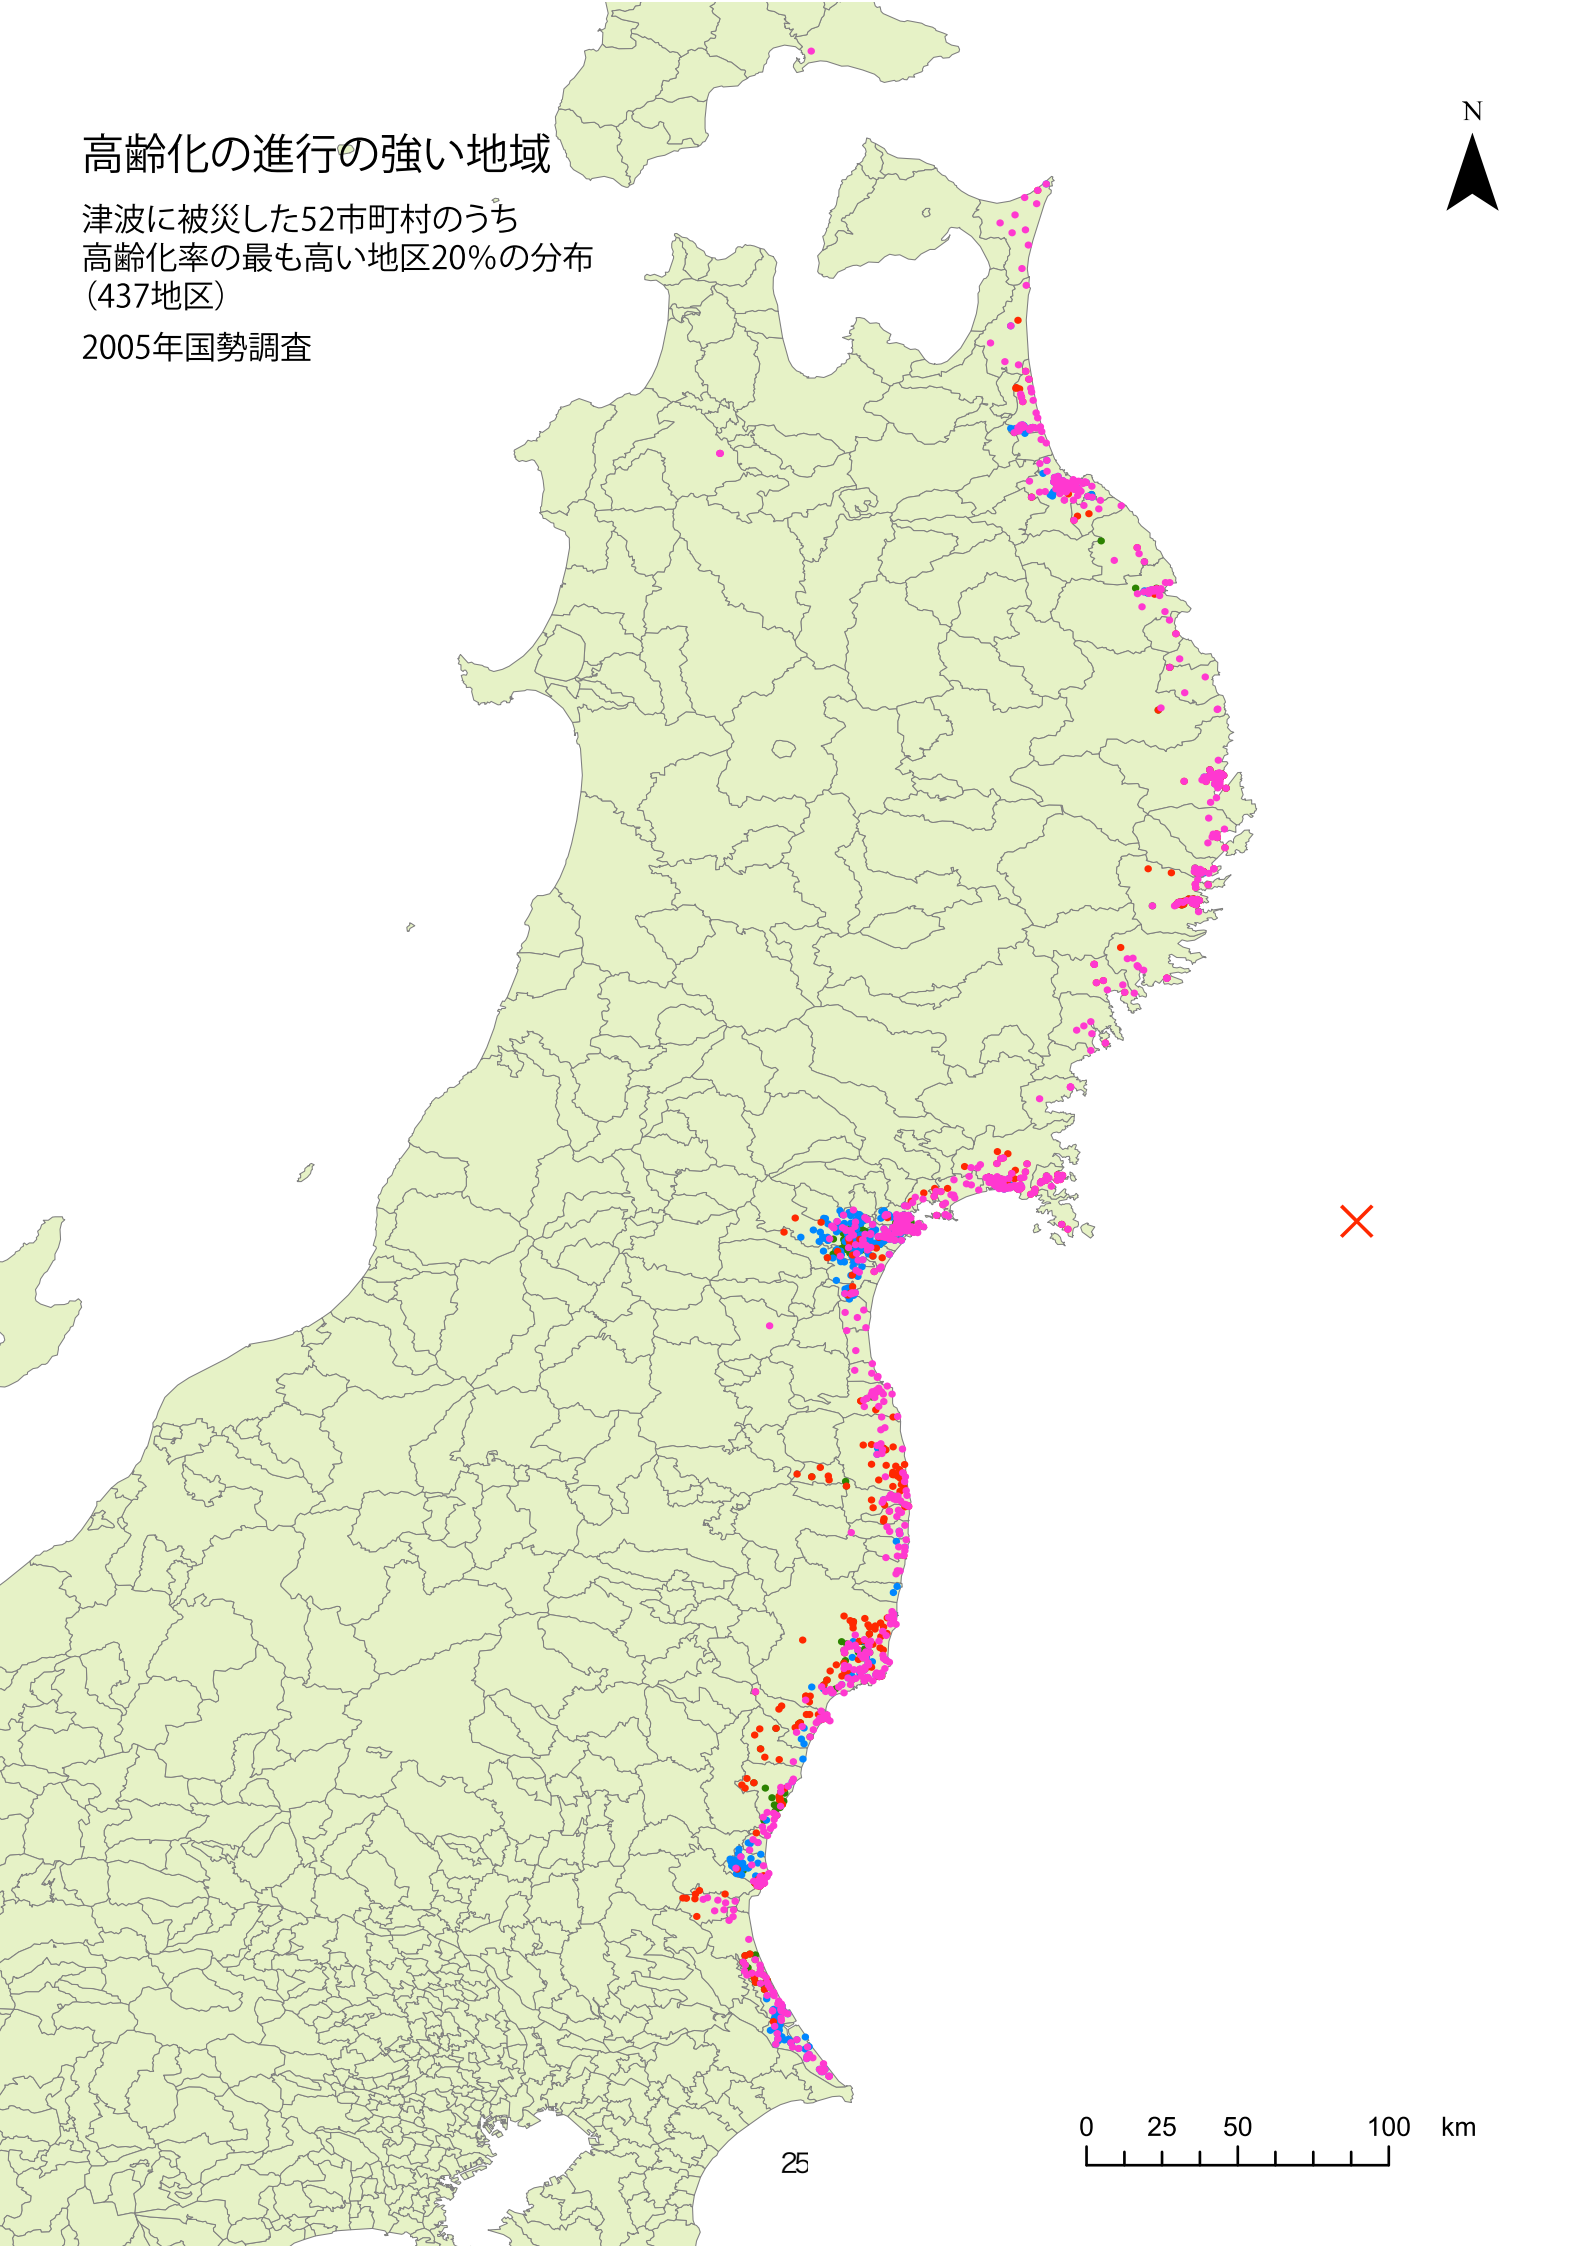 高齢化の進行の強い地域
津波に被災した52市町村のうち
高齢化率の最も高い地区20%の分布
（437地区）
2005年国勢調査
N
0 25 50 100 km
25